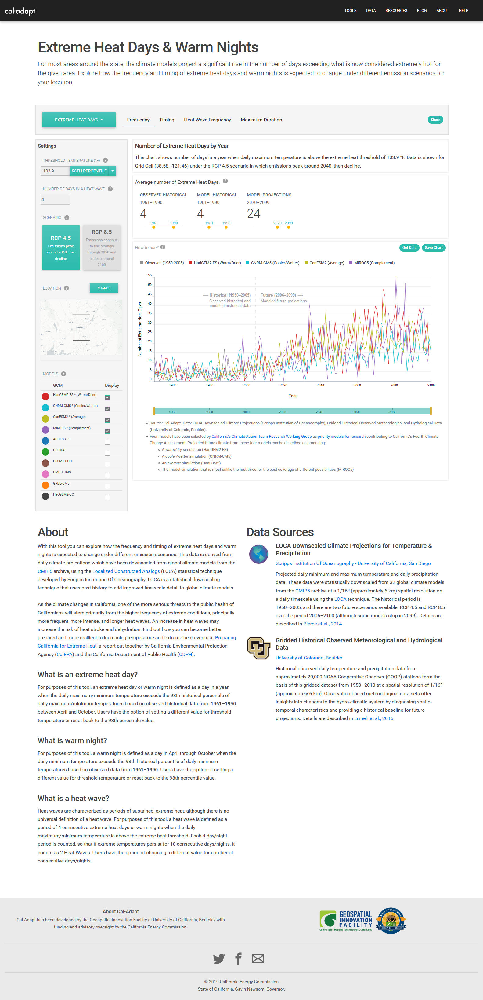 cal-adapt
TOOLS DATA RESOURCES BLOG ABOUT HELP
Extreme Heat Days & Warm Nights
For most areas around the state, the climate models project a significant rise in the number of days exceeding what is now considered extremely hot for
the given area. Explore how the frequency and timing of extreme heat days and warm nights is expected to change under different emission scenarios for
your location.
EXTREME HEAT DAYS Frequency Timing Heat Wave Frequency Maximum Duration Share
Settings
THRESHOLD TEMPERATURE (°F) i
103.9 98TH PERCENTILE
NUMBER OF DAYS IN A HEAT WAVE i
4
SCENARIO i
RCP 4.5
Emissions peak
around 2040, then
decline
RCP 8.5
Emissions continue
to rise strongly
through 2050 and
plateau around
2100
LOCATION i CHANGE
SACRAMENTO
MODELS i
GCM Display
HadGEM2-ES * (Warm/Drier)
CNRM-CM5 * (Cooler/Wetter)
CanESM2 * (Average)
MIROC5 * (Complement)
ACCESS1-0
CCSM4
CESM1-BGC
CMCC-CMS
GFDL-CM3
HadGEM2-CC
Number of Extreme Heat Days by Year
This chart shows number of days in a year when daily maximum temperature is above the extreme heat threshold of 103.9 °F. Data is shown for
Grid Cell (38.58, -121.46) under the RCP 4.5 scenario in which emissions peak around 2040, then decline.
Average number of Extreme Heat Days. i
OBSERVED HISTORICAL MODEL HISTORICAL MODEL PROJECTIONS
1961–1990 1961–1990 2070–2099
4 4 24
1961 1990 1961 1990 2070 2099
How to use? i Get Data Save Chart
Observed (1950-2005) HadGEM2-ES (Warm/Drier) CNRM-CM5 (Cooler/Wetter) CanESM2 (Average) MIROC5 (Complement)
55
50
45
40
35
30
25
20
15
10
5
0
Number of Extreme Heat Days
← Historical (1950–2005)
Observed historical and
modeled historical data
Future (2006–2099) →
Modeled future projections
1960 1980 2000 2020 2040 2060 2080 2100
Year
1960 1980 2000 2020 2040 2060 2080
• Source: Cal-Adapt. Data: LOCA Downscaled Climate Projections (Scripps Institution of Oceanography), Gridded Historical Observed Meteorological and Hydrological Data
(University of Colorado, Boulder).
• Four models have been selected by California's Climate Action Team Research Working Group as priority models for research contributing to California's Fourth Climate
Change Assessment. Projected future climate from these four models can be described as producing:
A warm/dry simulation (HadGEM2-ES)
A cooler/wetter simulation (CNRM-CM5)
An average simulation (CanESM2)
The model simulation that is most unlike the first three for the best coverage of different possibilities (MIROC5)
About
With this tool you can explore how the frequency and timing of extreme heat days and warm
nights is expected to change under different emission scenarios. This data is derived from
daily climate projections which have been downscaled from global climate models from the
CMIP5 archive, using the Localized Constructed Analogs (LOCA) statistical technique
developed by Scripps Institution Of Oceanography. LOCA is a statistical downscaling
technique that uses past history to add improved fine-scale detail to global climate models.
As the climate changes in California, one of the more serious threats to the public health of
Californians will stem primarily from the higher frequency of extreme conditions, principally
more frequent, more intense, and longer heat waves. An increase in heat waves may
increase the risk of heat stroke and dehydration. Find out how you can become better
prepared and more resilient to increasing temperature and extreme heat events at Preparing
California for Extreme Heat, a report put together by California Environmental Protection
Agency (CalEPA) and the California Department of Public Health (CDPH).
What is an extreme heat day?
For purposes of this tool, an extreme heat day or warm night is defined as a day in a year
when the daily maximum/minimum temperature exceeds the 98th historical percentile of
daily maximum/minimum temperatures based on observed historical data from 1961–1990
between April and October. Users have the option of setting a different value for threshold
temperature or reset back to the 98th percentile value.
What is warm night?
For purposes of this tool, a warm night is defined as a day in April through October when the
daily minimum temperature exceeds the 98th historical percentile of daily minimum
temperatures based on observed data from 1961–1990. Users have the option of setting a
different value for threshold temperature or reset back to the 98th percentile value.
What is a heat wave?
Heat waves are characterized as periods of sustained, extreme heat, although there is no
universal definition of a heat wave. For purposes of this tool, a heat wave is defined as a
period of 4 consecutive extreme heat days or warm nights when the daily
maximum/minimum temperature is above the extreme heat threshold. Each 4 day/night
period is counted, so that if extreme temperatures persist for 10 consecutive days/nights, it
counts as 2 Heat Waves. Users have the option of choosing a different value for number of
consecutive days/nights.
Data Sources
LOCA Downscaled Climate Projections for Temperature &
Precipitation
Scripps Institution Of Oceanography - University of California, San Diego
Projected daily minimum and maximum temperature and daily precipitation
data. These data were statistically downscaled from 32 global climate models
from the CMIP5 archive at a 1/16º (approximately 6 km) spatial resolution on
a daily timescale using the LOCA technique. The historical period is
1950–2005, and there are two future scenarios available: RCP 4.5 and RCP 8.5
over the period 2006–2100 (although some models stop in 2099). Details are
described in Pierce et al., 2014.
CU
Gridded Historical Observed Meteorological and Hydrological
Data
University of Colorado, Boulder
Historical observed daily temperature and precipitation data from
approximately 20,000 NOAA Cooperative Observer (COOP) stations form the
basis of this gridded dataset from 1950–2013 at a spatial resolution of 1/16º
(approximately 6 km). Observation-based meteorological data sets offer
insights into changes to the hydro-climatic system by diagnosing spatio-
temporal characteristics and providing a historical baseline for future
projections. Details are described in Livneh et al., 2015.
About Cal-Adapt
Cal-Adapt has been developed by the Geospatial Innovation Facility at University of California, Berkeley with
funding and advisory oversight by the California Energy Commission.
GEOSPATIAL
INNOVATION
FACILITY
Cutting-Edge Mapping Technology at UC Berkeley
STATE OF CALIFORNIA
ENERGY COMMISSION
© 2019 California Energy Commission
State of California, Gavin Newsom, Governor.